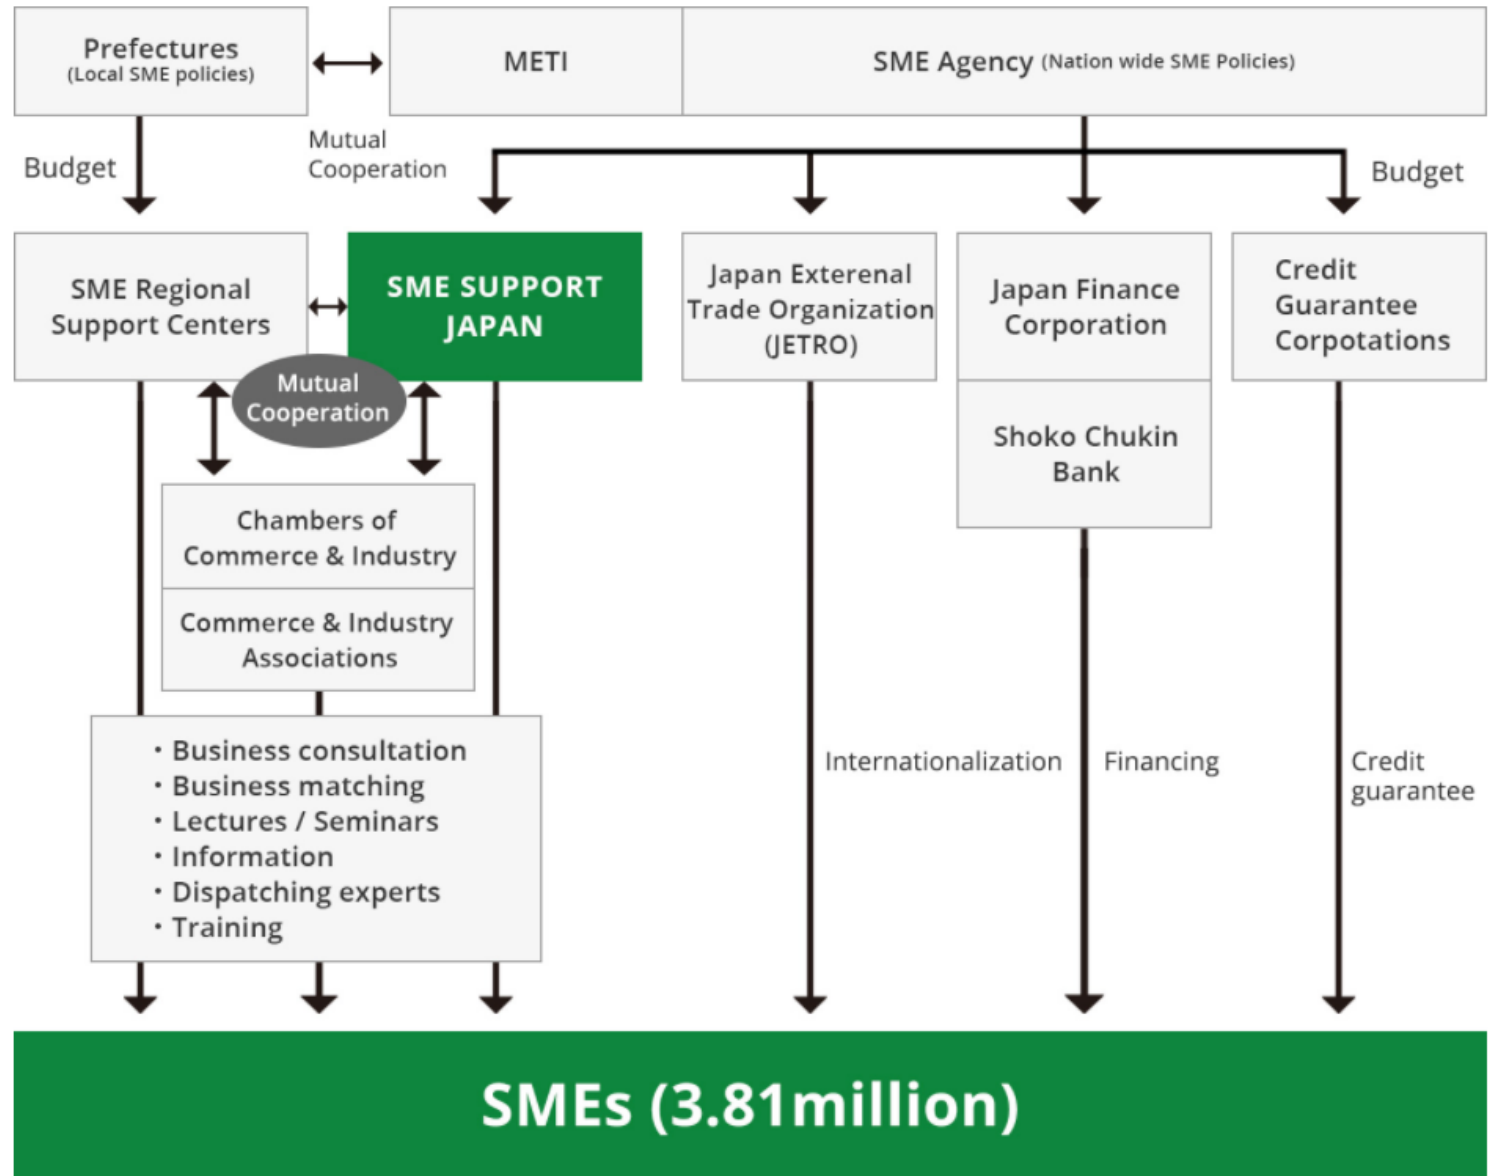 Prefectures
(Local SME policies)
METI
SME Agency (Nation wide SME Policies)
Budget
Mutual
Cooperation
Budget
SME Regional
Support Centers
SME SUPPORT
JAPAN
Japan Exterenal
Trade Organization
(JETRO)
Japan Finance
Corporation
Credit
Guarantee
Corpotations
Mutual
Cooperation
Shoko Chukin
Bank
Chambers of
Commerce & Industry
Commerce & Industry
Associations
・Business consultation
・Business matching
・Lectures / Seminars
・Information
・Dispatching experts
・Training
Internationalization
Financing
Credit
guarantee
SMEs (3.81million)